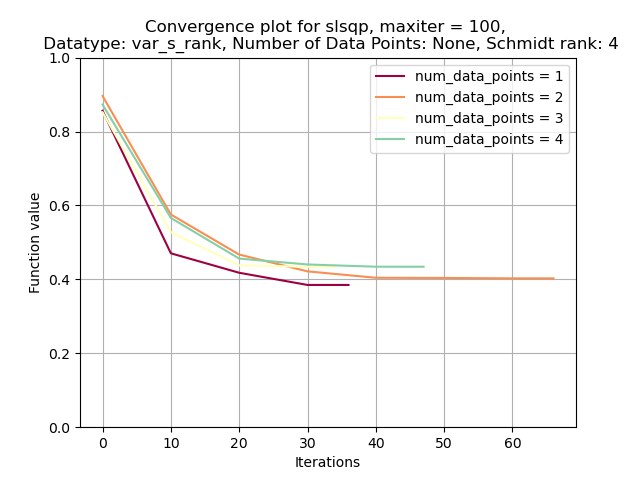 Convergence plot for slsqp, maxiter = 100,
Datatype: var_s_rank, Number of Data Points: None, Schmidt rank: 4
1.0
0.8
0.6
0.4
0.2
0.0
Function value
num_data_points = 1
num_data_points = 2
num_data_points = 3
num_data_points = 4
0 10 20 30 40 50 60
Iterations